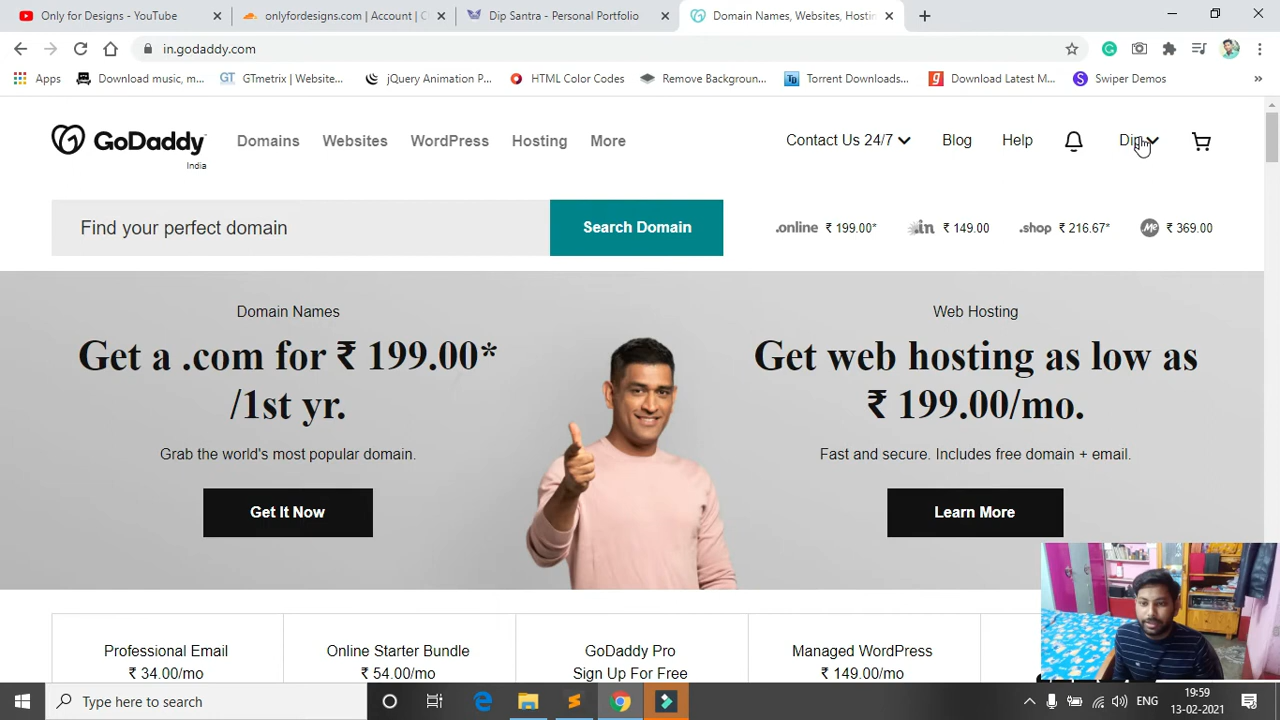 Only for Designs - YouTube
onlyfordesigns.com | Account | C
Dip Santra - Personal Portfolio
Domain Names, Websites, Hostin
in.godaddy.com
Apps
Download music, m...
GT
GTmetrix | Website...
jQuery Animation P...
HTML Color Codes
Remove Backgroun...
TD
Torrent Downloads...
g
Download Latest M...
S
Swiper Demos
»
GoDaddy
India
Domains
Websites
WordPress
Hosting
More
Contact Us 24/7
Blog
Help
Dip
Find your perfect domain
Search Domain
.online ₹ 199.00*
.in ₹ 149.00
.shop ₹ 216.67*
Me ₹ 369.00
Domain Names
Get a .com for ₹ 199.00*
/1st yr.
Grab the world's most popular domain.
Get It Now
Web Hosting
Get web hosting as low as
₹ 199.00/mo.
Fast and secure. Includes free domain + email.
Learn More
Professional Email
₹ 34.00/mo
Online Starter Bundle
₹ 54.00/mo
GoDaddy Pro
Sign Up For Free
Managed WordPress
₹ 149.00/mo
Type here to search
ENG
19:59
13-02-2021